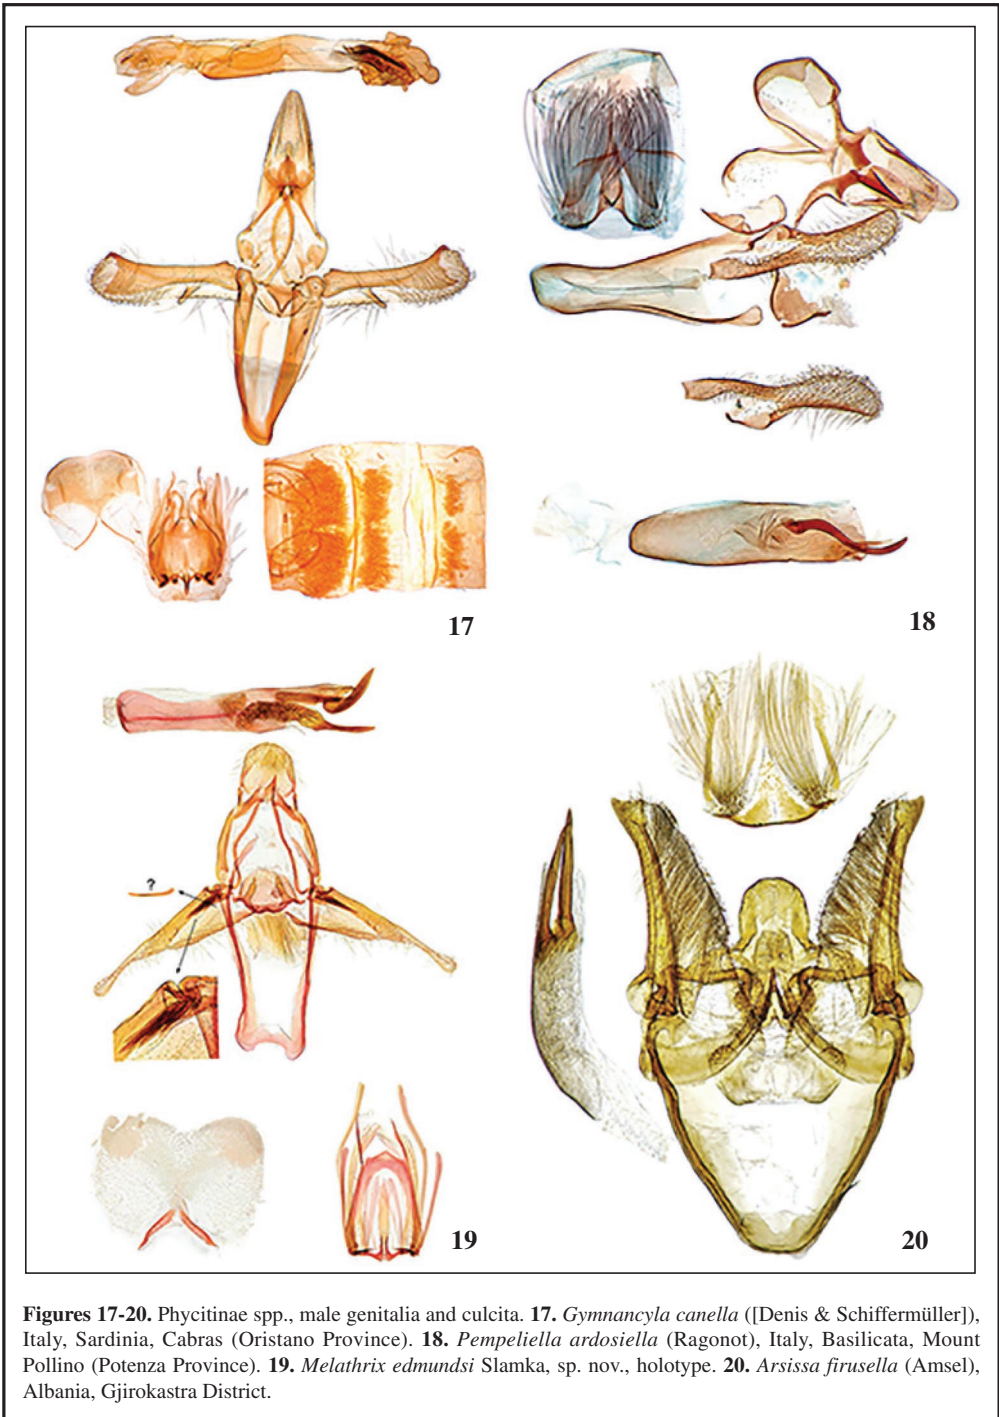 17
18
?
19
20
Figures 17-20. Phycitinae spp., male genitalia and culcita. 17. Gymnancyla canella ([Denis & Schiffermüller]),
Italy, Sardinia, Cabras (Oristano Province). 18. Pempeliella ardosiella (Ragonot), Italy, Basilicata, Mount
Pollino (Potenza Province). 19. Melathrix edmundsi Slamka, sp. nov., holotype. 20. Arsissa firusella (Amsel),
Albania, Gjirokastra District.